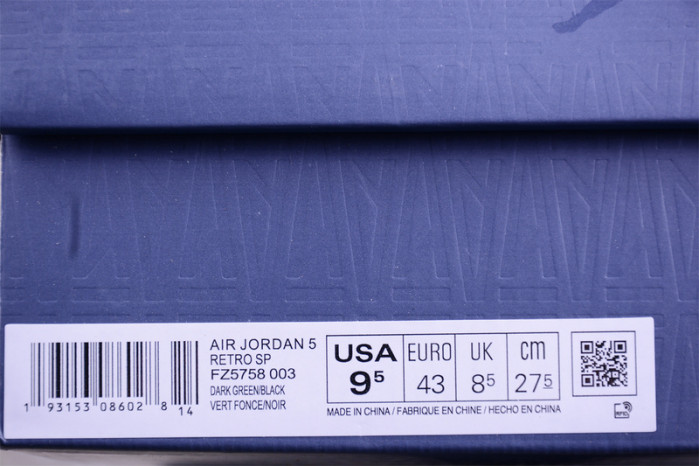 AIR JORDAN 5
RETRO SP
FZ5758 003
DARK GREEN/BLACK
VERT FONCE/NOIR
1 93153 08602 8 14
USA EURO UK cm
9⁵ 43 8⁵ 27⁵
MADE IN CHINA / FABRIQUE EN CHINE / HECHO EN CHINA
RFID